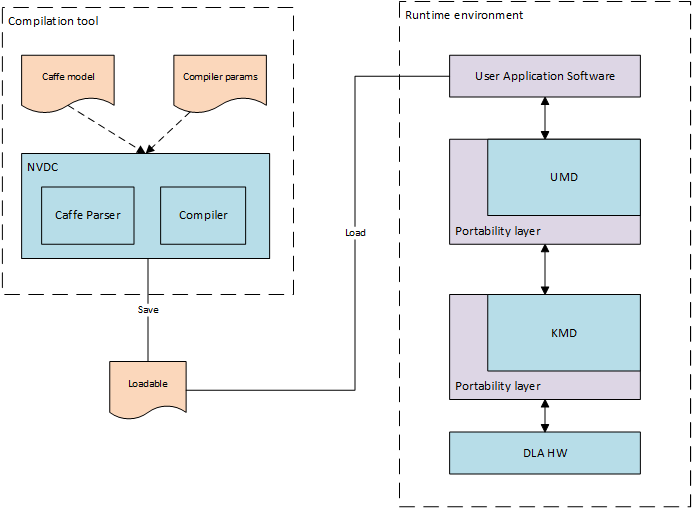 Compilation tool
Caffe model
Compiler params
NVDC
Caffe Parser
Compiler
Save
Loadable
Load
Runtime environment
User Application Software
UMD
Portability layer
KMD
Portability layer
DLA HW